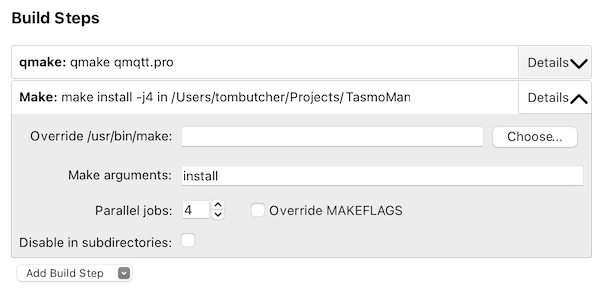 Build Steps
qmake: qmake qmqtt.pro Details
Make: make install -j4 in /Users/tombutcher/Projects/TasmoMan Details
Override /usr/bin/make: Choose...
Make arguments: install
Parallel jobs: 4 Override MAKEFLAGS
Disable in subdirectories:
Add Build Step